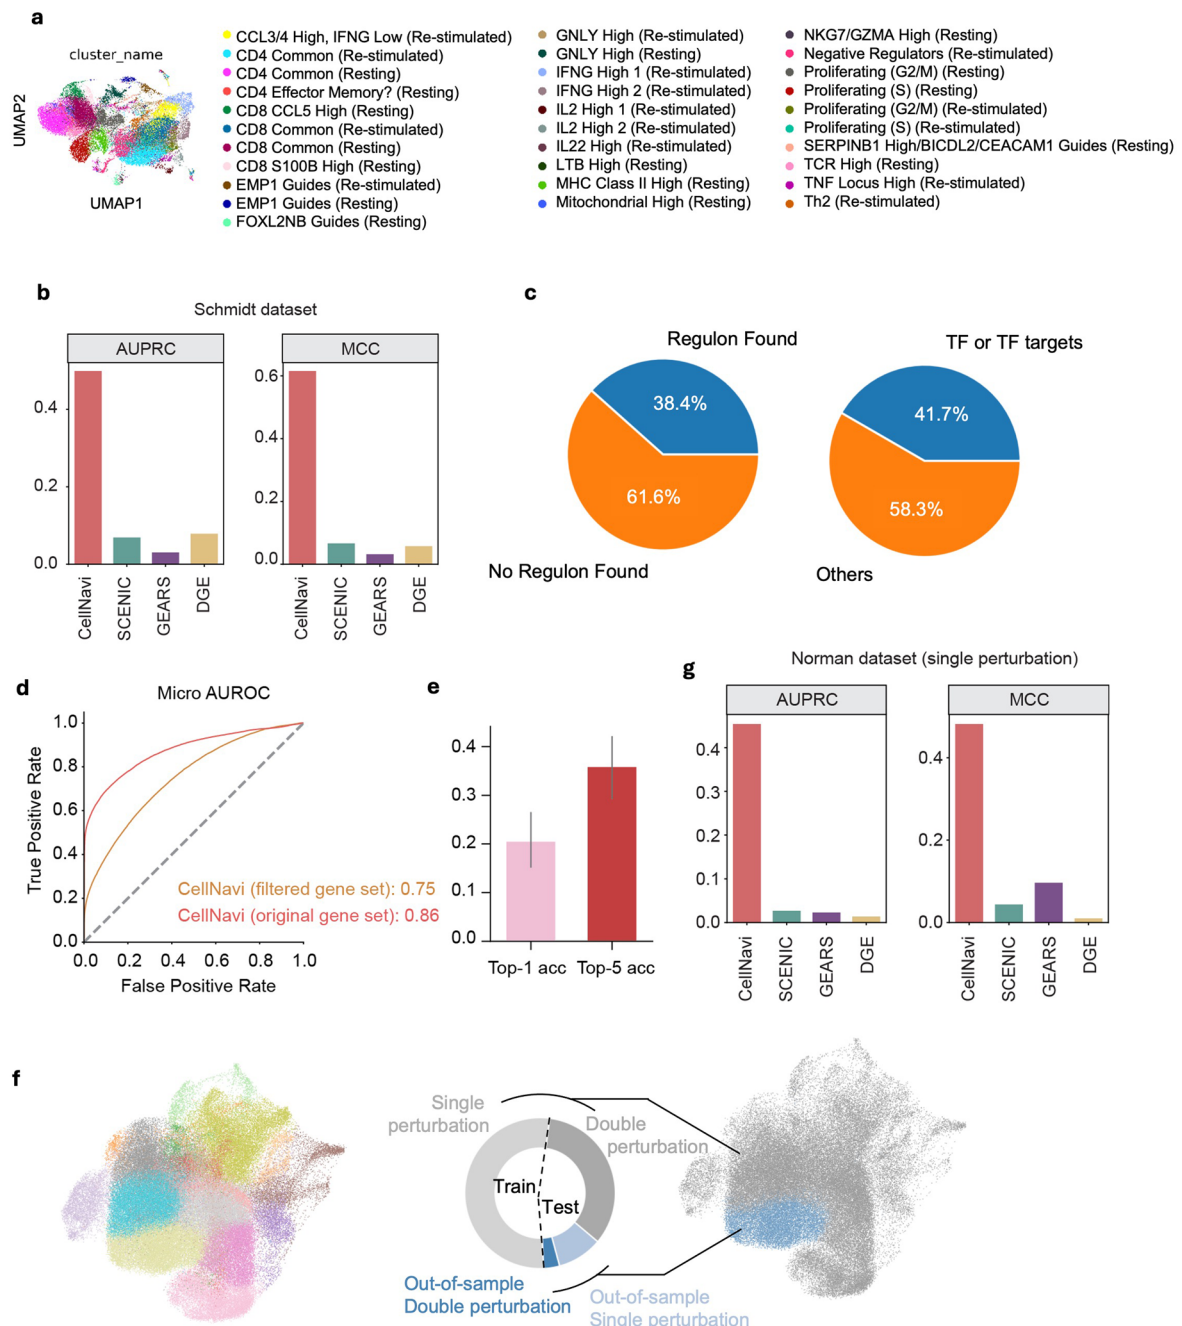 a
cluster_name
UMAP2
UMAP1
CCL3/4 High, IFNG Low (Re-stimulated)
CD4 Common (Re-stimulated)
CD4 Common (Resting)
CD4 Effector Memory? (Resting)
CD8 CCL5 High (Resting)
CD8 Common (Re-stimulated)
CD8 Common (Resting)
CD8 S100B High (Resting)
EMP1 Guides (Re-stimulated)
EMP1 Guides (Resting)
FOXL2NB Guides (Resting)
GNLY High (Re-stimulated)
GNLY High (Resting)
IFNG High 1 (Re-stimulated)
IFNG High 2 (Re-stimulated)
IL2 High 1 (Re-stimulated)
IL2 High 2 (Re-stimulated)
IL22 High (Re-stimulated)
LTB High (Resting)
MHC Class II High (Resting)
Mitochondrial High (Resting)
NKG7/GZMA High (Resting)
Negative Regulators (Re-stimulated)
Proliferating (G2/M) (Resting)
Proliferating (S) (Resting)
Proliferating (G2/M) (Re-stimulated)
Proliferating (S) (Re-stimulated)
SERPINB1 High/BICDL2/CEACAM1 Guides (Resting)
TCR High (Resting)
TNF Locus High (Re-stimulated)
Th2 (Re-stimulated)
b
Schmidt dataset
AUPRC
0.4
0.2
0.0
CellNavi
SCENIC
GEARS
DGE
MCC
0.6
0.4
0.2
0.0
CellNavi
SCENIC
GEARS
DGE
c
Regulon Found
38.4%
61.6%
No Regulon Found
TF or TF targets
41.7%
58.3%
Others
d
Micro AUROC
True Positive Rate
1.0
0.8
0.6
0.4
0.2
0.0
CellNavi (filtered gene set): 0.75
CellNavi (original gene set): 0.86
0.0 0.2 0.4 0.6 0.8 1.0
False Positive Rate
e
0.4
0.3
0.2
0.1
0.0
Top-1 acc Top-5 acc
g
Norman dataset (single perturbation)
AUPRC
0.4
0.3
0.2
0.1
0.0
CellNavi
SCENIC
GEARS
DGE
MCC
0.4
0.2
0.0
CellNavi
SCENIC
GEARS
DGE
f
Single
perturbation
Double
perturbation
Train
Test
Out-of-sample
Double perturbation
Out-of-sample
Single perturbation